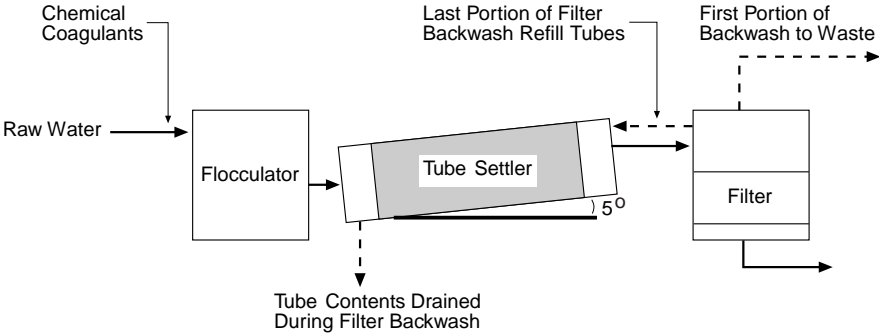 Chemical
Coagulants
Last Portion of Filter
Backwash Refill Tubes
First Portion of
Backwash to Waste
Raw Water
Flocculator
Tube Settler
Filter
5°
Tube Contents Drained
During Filter Backwash